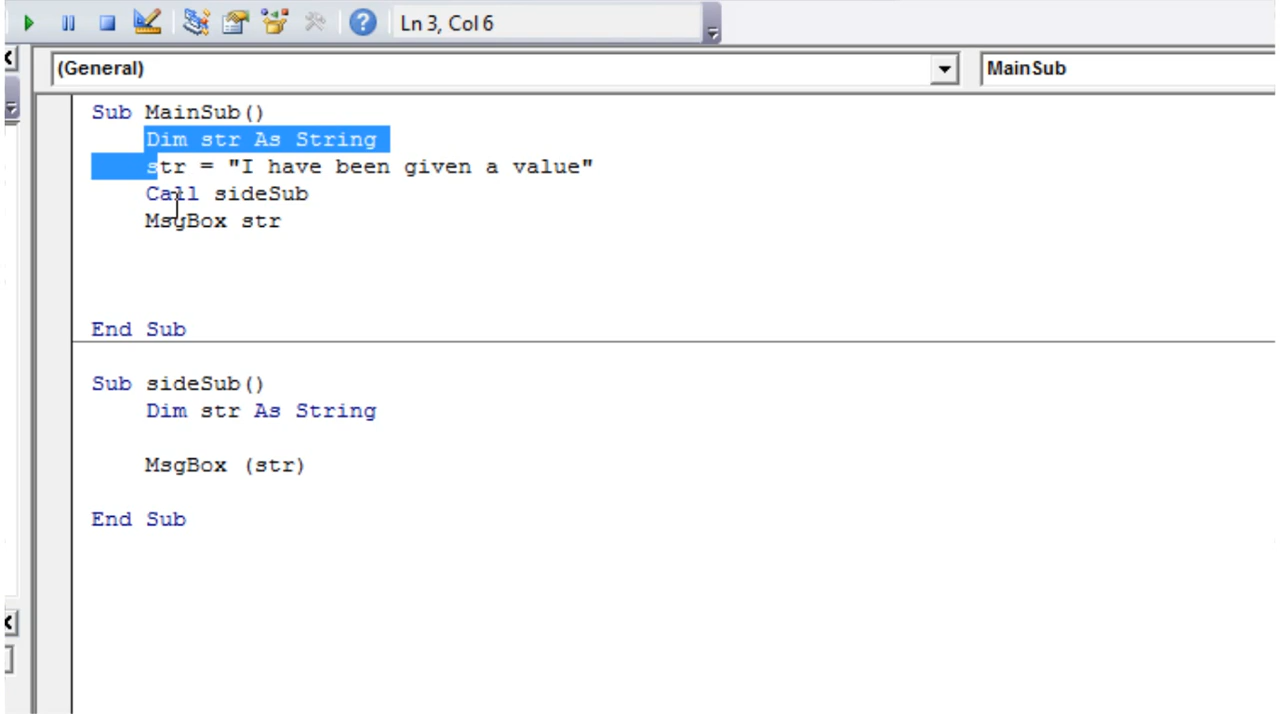 Ln 3, Col 6
(General)
MainSub
Sub MainSub()
Dim str As String
str = "I have been given a value"
Call sideSub
MsgBox str
End Sub
Sub sideSub()
Dim str As String
MsgBox (str)
End Sub